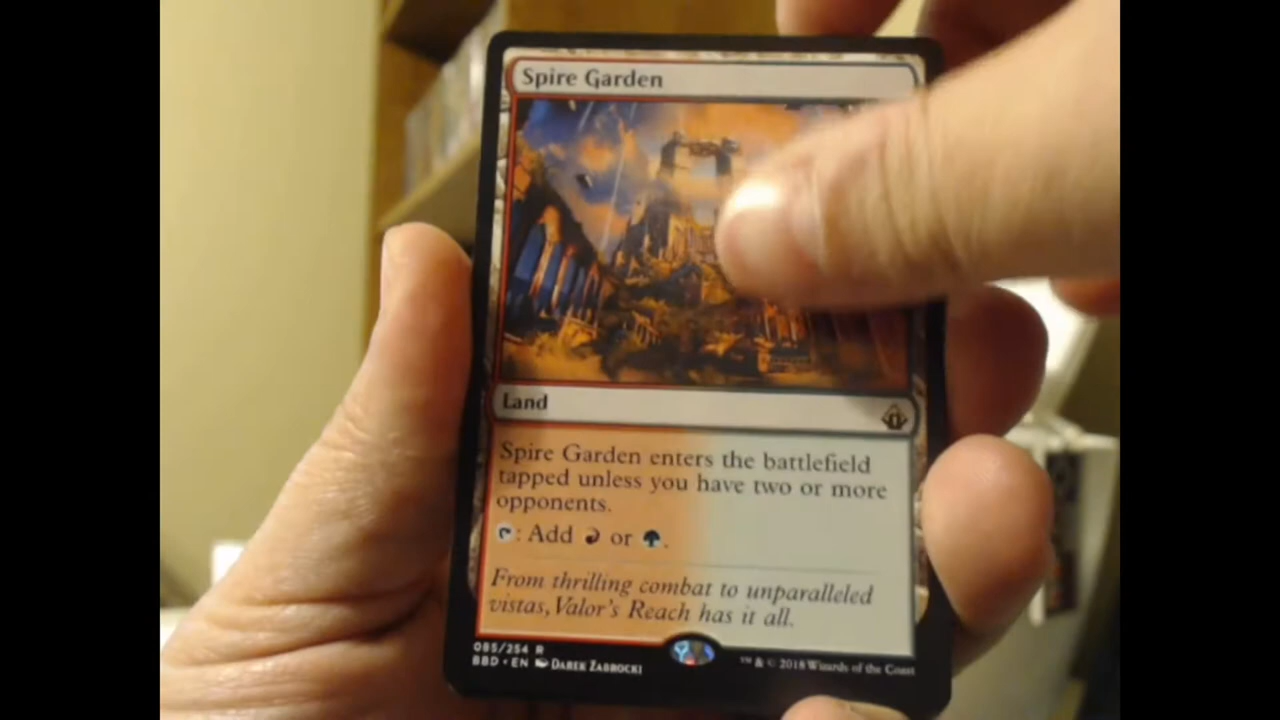 Spire Garden
Land
Spire Garden enters the battlefield
tapped unless you have two or more
opponents.
: Add or .
From thrilling combat to unparalleled
vistas, Valor's Reach has it all.
085/254 R
BBD • EN DAREK ZABROCKI
™ & © 2018 Wizards of the Coast